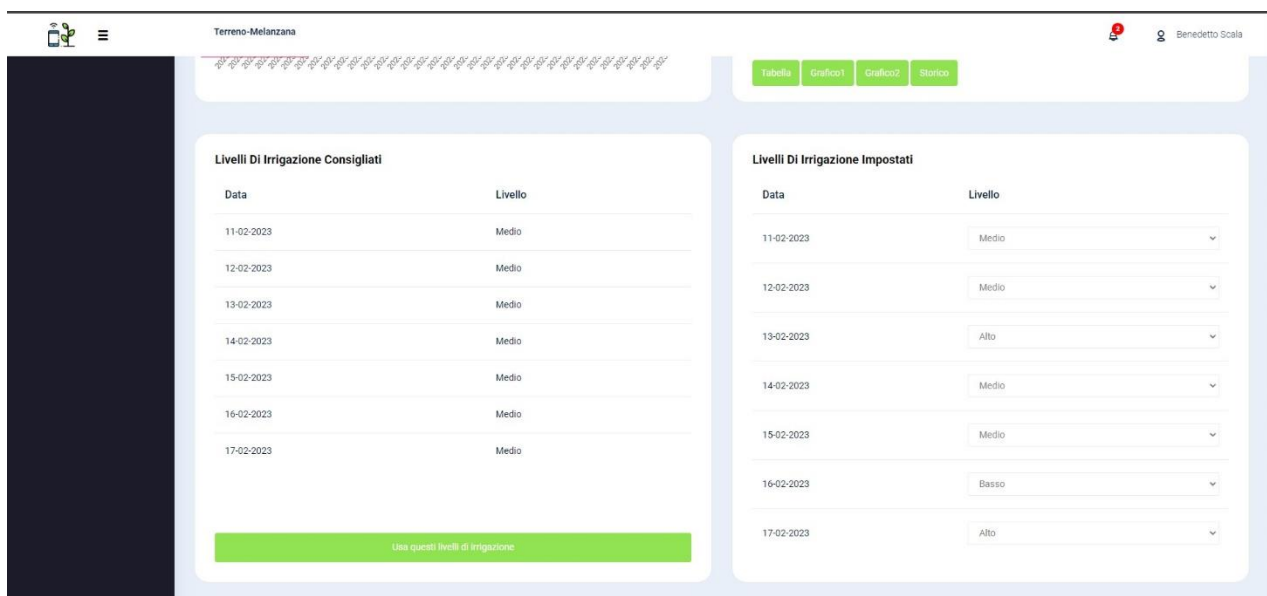 Terreno-Melanzana
2
Benedetto Scala
Tabella Grafico1 Grafico2 Storico
Livelli Di Irrigazione Consigliati
Data Livello
11-02-2023 Medio
12-02-2023 Medio
13-02-2023 Medio
14-02-2023 Medio
15-02-2023 Medio
16-02-2023 Medio
17-02-2023 Medio
Usa questi livelli di irrigazione
Livelli Di Irrigazione Impostati
Data Livello
11-02-2023 Medio
12-02-2023 Medio
13-02-2023 Alto
14-02-2023 Medio
15-02-2023 Medio
16-02-2023 Basso
17-02-2023 Alto